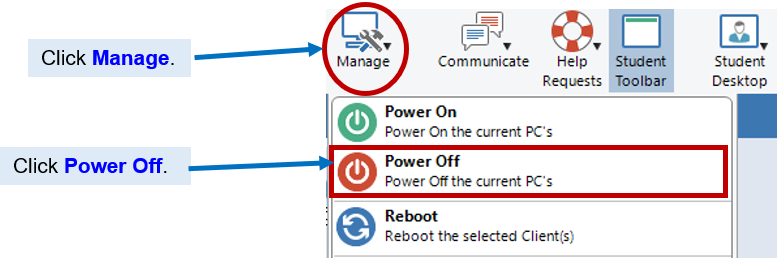 Click Manage.
Manage
Communicate
Help
Requests
Student
Toolbar
Student
Desktop
Power On
Power On the current PC's
Click Power Off.
Power Off
Power Off the current PC's
Reboot
Reboot the selected Client(s)